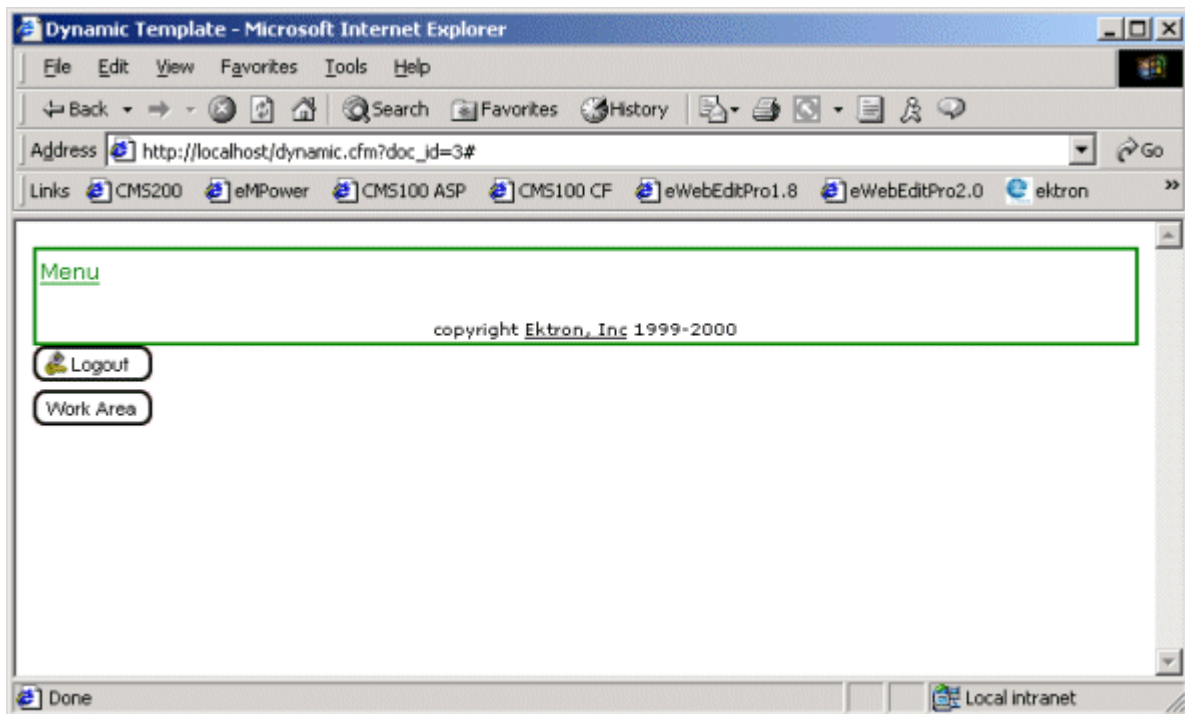 Dynamic Template - Microsoft Internet Explorer
File Edit View Favorites Tools Help
Back Search Favorites History
Address http://localhost/dynamic.cfm?doc_id=3# Go
Links CMS200 eMPower CMS100 ASP CMS100 CF eWebEditPro1.8 eWebEditPro2.0 ektron »
Menu
copyright Ektron, Inc 1999-2000
Logout
Work Area
Done Local intranet